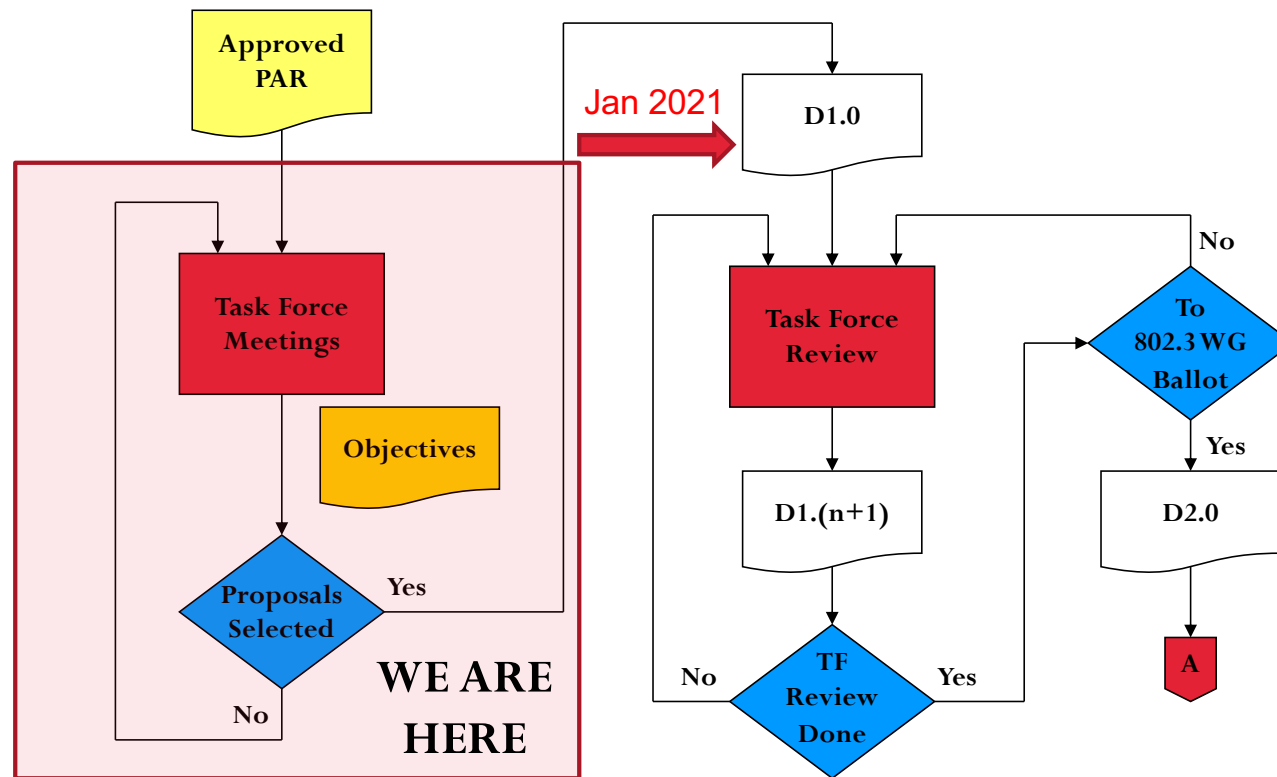 Approved
PAR
Task Force
Meetings
Objectives
Proposals
Selected
Yes
No
WE ARE
HERE
Jan 2021
D1.0
Task Force
Review
D1.(n+1)
TF
Review
Done
No
Yes
To
802.3 WG
Ballot
No
Yes
D2.0
A